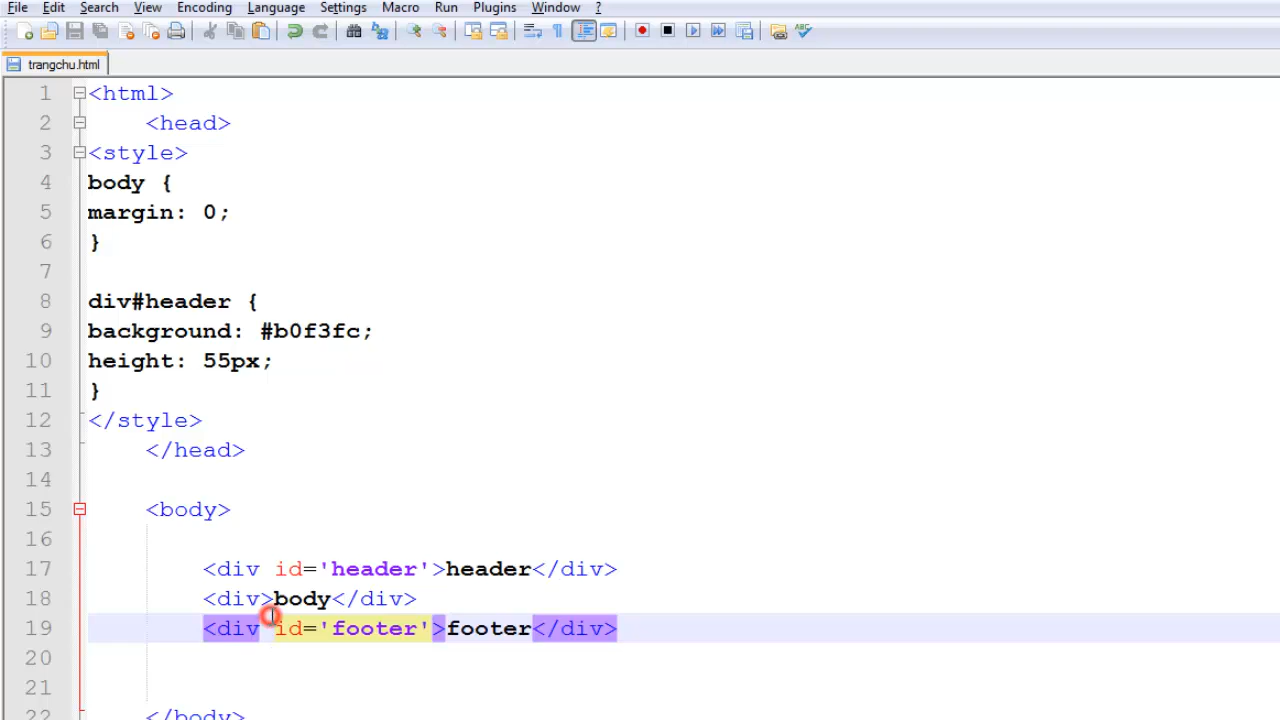 File Edit Search View Encoding Language Settings Macro Run Plugins Window ?
trangchu.html
1 <html>
2 <head>
3 <style>
4 body {
5 margin: 0;
6 }
7
8 div#header {
9 background: #b0f3fc;
10 height: 55px;
11 }
12 </style>
13 </head>
14
15 <body>
16
17 <div id='header'>header</div>
18 <div>body</div>
19 <div id='footer'>footer</div>
20
21
22 </body>